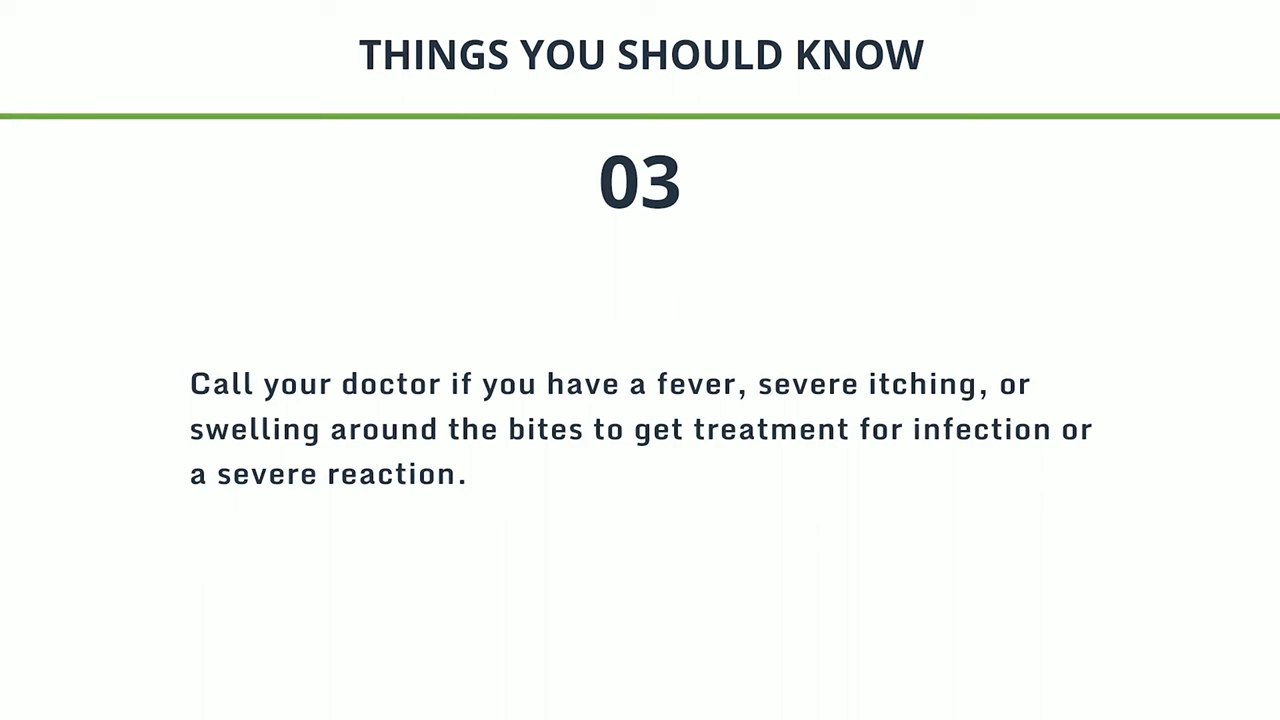 THINGS YOU SHOULD KNOW
03
Call your doctor if you have a fever, severe itching, or
swelling around the bites to get treatment for infection or
a severe reaction.